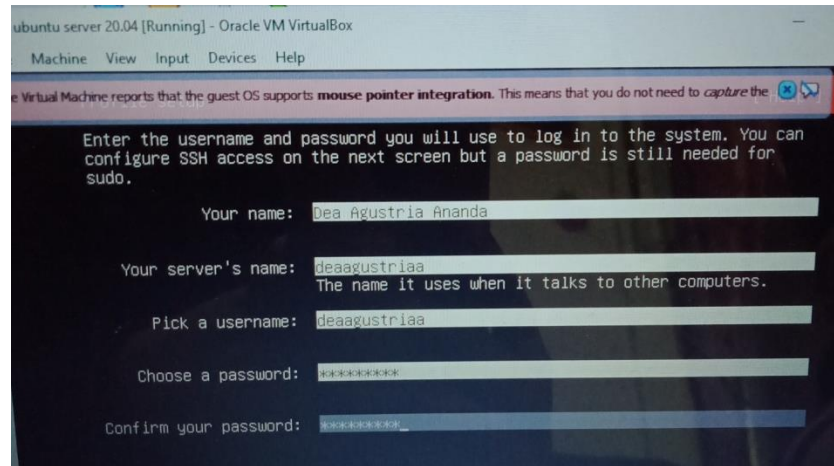 ubuntu server 20.04 [Running] - Oracle VM VirtualBox
Machine View Input Devices Help
e Virtual Machine reports that the guest OS supports mouse pointer integration. This means that you do not need to capture the
Enter the username and password you will use to log in to the system. You can
configure SSH access on the next screen but a password is still needed for
sudo.
Your name: Dea Agustria Ananda
Your server's name: deaagustriaa
The name it uses when it talks to other computers.
Pick a username: deaagustriaa
Choose a password: **********
Confirm your password: **********_